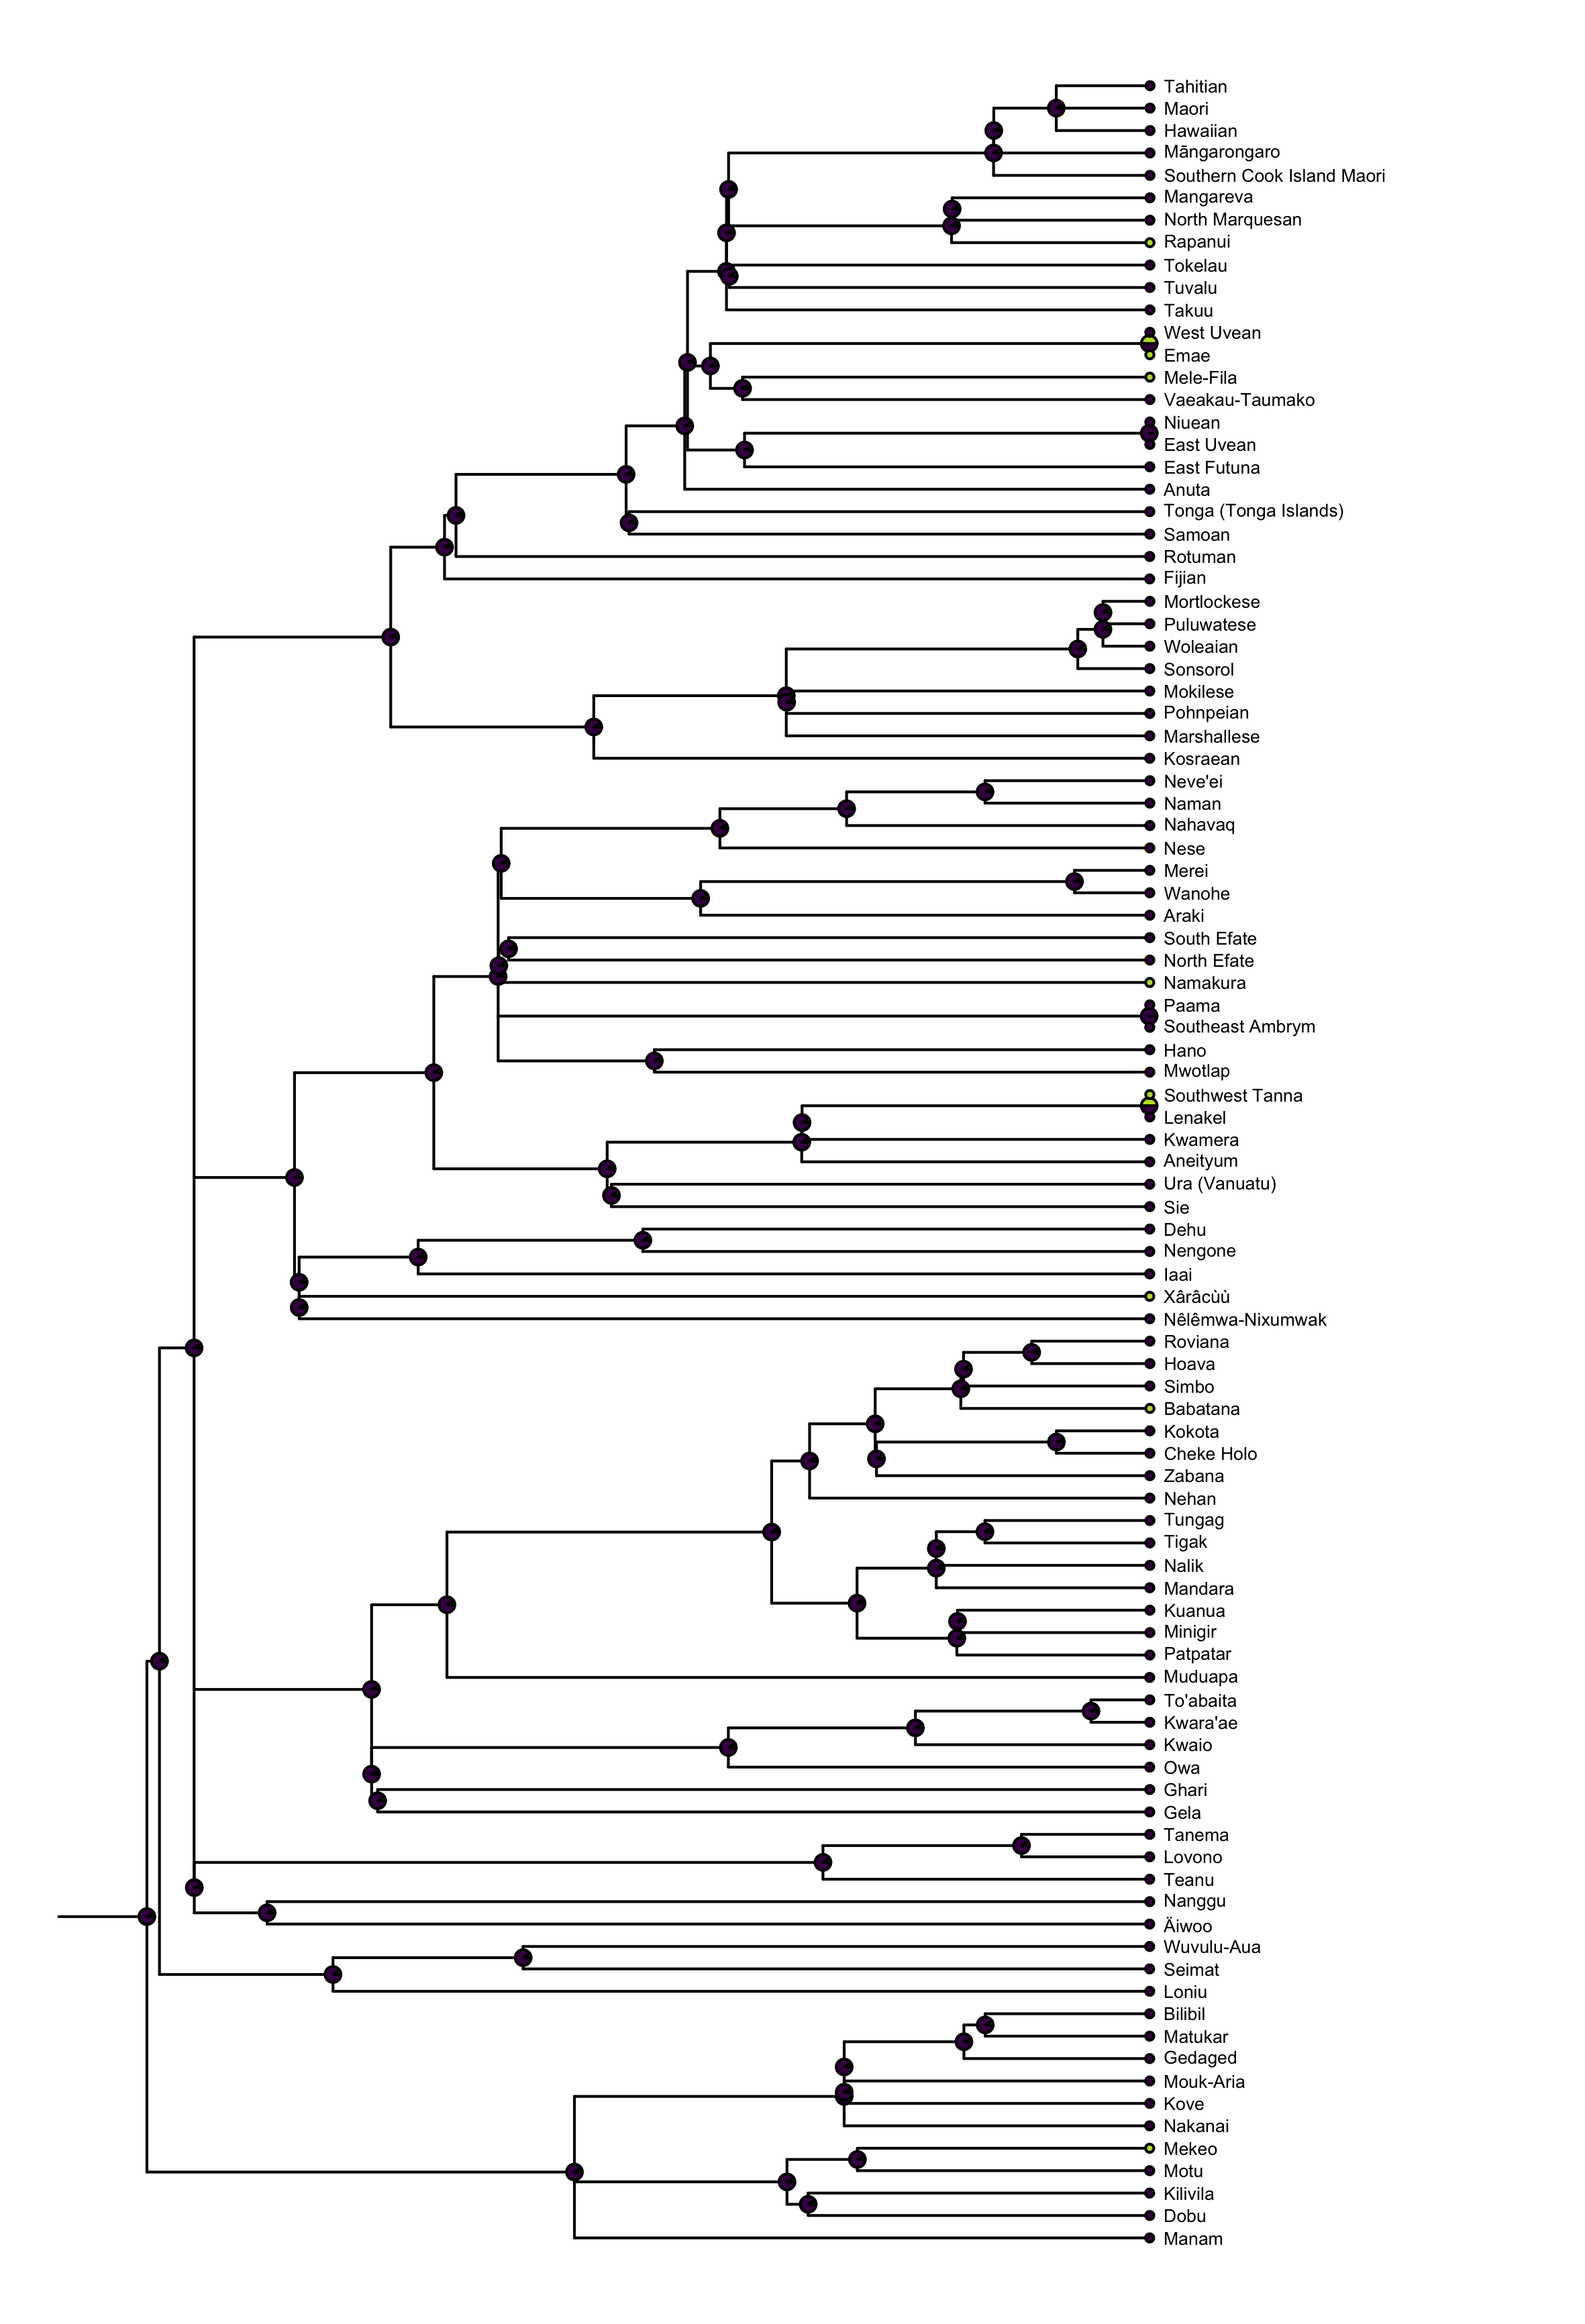 Tahitian
Maori
Hawaiian
Māngarongaro
Southern Cook Island Maori
Mangareva
North Marquesan
Rapanui
Tokelau
Tuvalu
Takuu
West Uvean
Emae
Mele-Fila
Vaeakau-Taumako
Niuean
East Uvean
East Futuna
Anuta
Tonga (Tonga Islands)
Samoan
Rotuman
Fijian
Mortlockese
Puluwatese
Woleaian
Sonsorol
Mokilese
Pohnpeian
Marshallese
Kosraean
Neve'ei
Naman
Nahavaq
Nese
Merei
Wanohe
Araki
South Efate
North Efate
Namakura
Paama
Southeast Ambrym
Hano
Mwotlap
Southwest Tanna
Lenakel
Kwamera
Aneityum
Ura (Vanuatu)
Sie
Dehu
Nengone
Iaai
Xârâcùù
Nêlêmwa-Nixumwak
Roviana
Hoava
Simbo
Babatana
Kokota
Cheke Holo
Zabana
Nehan
Tungag
Tigak
Nalik
Mandara
Kuanua
Minigir
Patpatar
Muduapa
To'abaita
Kwara'ae
Kwaio
Owa
Ghari
Gela
Tanema
Lovono
Teanu
Nanggu
Äiwoo
Wuvulu-Aua
Seimat
Loniu
Bilibil
Matukar
Gedaged
Mouk-Aria
Kove
Nakanai
Mekeo
Motu
Kilivila
Dobu
Manam